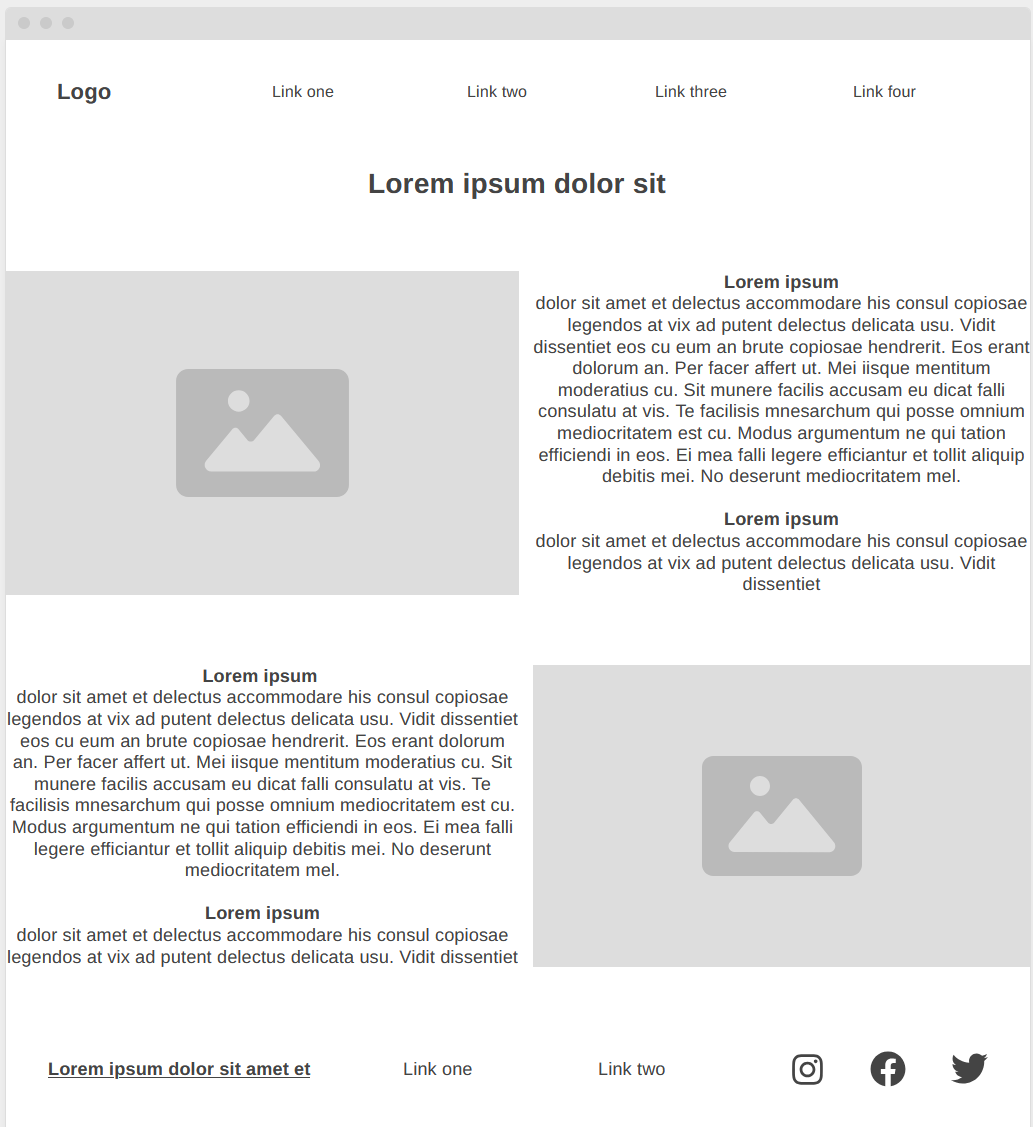 Logo
Link one
Link two
Link three
Link four
Lorem ipsum dolor sit
Lorem ipsum
dolor sit amet et delectus accommodare his consul copiosae
legendos at vix ad putent delectus delicata usu. Vidit
dissentiet eos cu eum an brute copiosae hendrerit. Eos erant
dolorum an. Per facer affert ut. Mei iisque mentitum
moderatius cu. Sit munere facilis accusam eu dicat falli
consulatu at vis. Te facilisis mnesarchum qui posse omnium
mediocritatem est cu. Modus argumentum ne qui tation
efficiendi in eos. Ei mea falli legere efficiantur et tollit aliquip
debitis mei. No deserunt mediocritatem mel.
Lorem ipsum
dolor sit amet et delectus accommodare his consul copiosae
legendos at vix ad putent delectus delicata usu. Vidit
dissentiet
Lorem ipsum
dolor sit amet et delectus accommodare his consul copiosae
legendos at vix ad putent delectus delicata usu. Vidit dissentiet
eos cu eum an brute copiosae hendrerit. Eos erant dolorum
an. Per facer affert ut. Mei iisque mentitum moderatius cu. Sit
munere facilis accusam eu dicat falli consulatu at vis. Te
facilisis mnesarchum qui posse omnium mediocritatem est cu.
Modus argumentum ne qui tation efficiendi in eos. Ei mea falli
legere efficiantur et tollit aliquip debitis mei. No deserunt
mediocritatem mel.
Lorem ipsum
dolor sit amet et delectus accommodare his consul copiosae
legendos at vix ad putent delectus delicata usu. Vidit dissentiet
Lorem ipsum dolor sit amet et
Link one
Link two